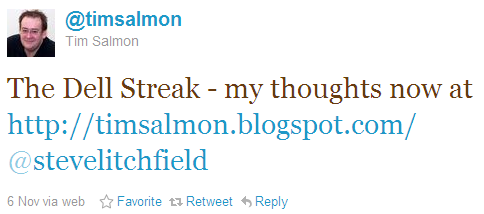 @timsalmon
Tim Salmon
The Dell Streak - my thoughts now at
http://timsalmon.blogspot.com/
@stevelitchfield
6 Nov via web Favorite Retweet Reply